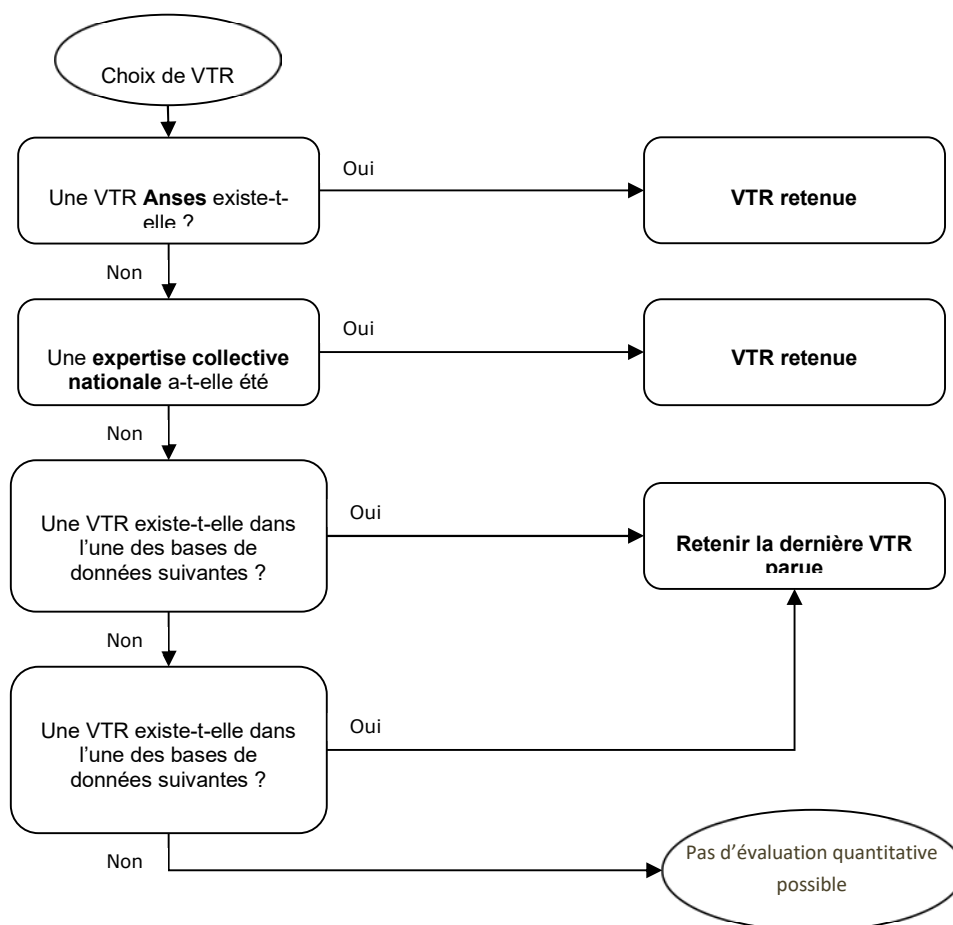 Choix de VTR
Oui
Une VTR Anses existe-t-
elle ?
VTR retenue
Non
Oui
Une expertise collective
nationale a-t-elle été
VTR retenue
Non
Oui
Une VTR existe-t-elle dans
l'une des bases de
données suivantes ?
Retenir la dernière VTR
parue
Non
Oui
Une VTR existe-t-elle dans
l'une des bases de
données suivantes ?
Non
Pas d'évaluation quantitative
possible